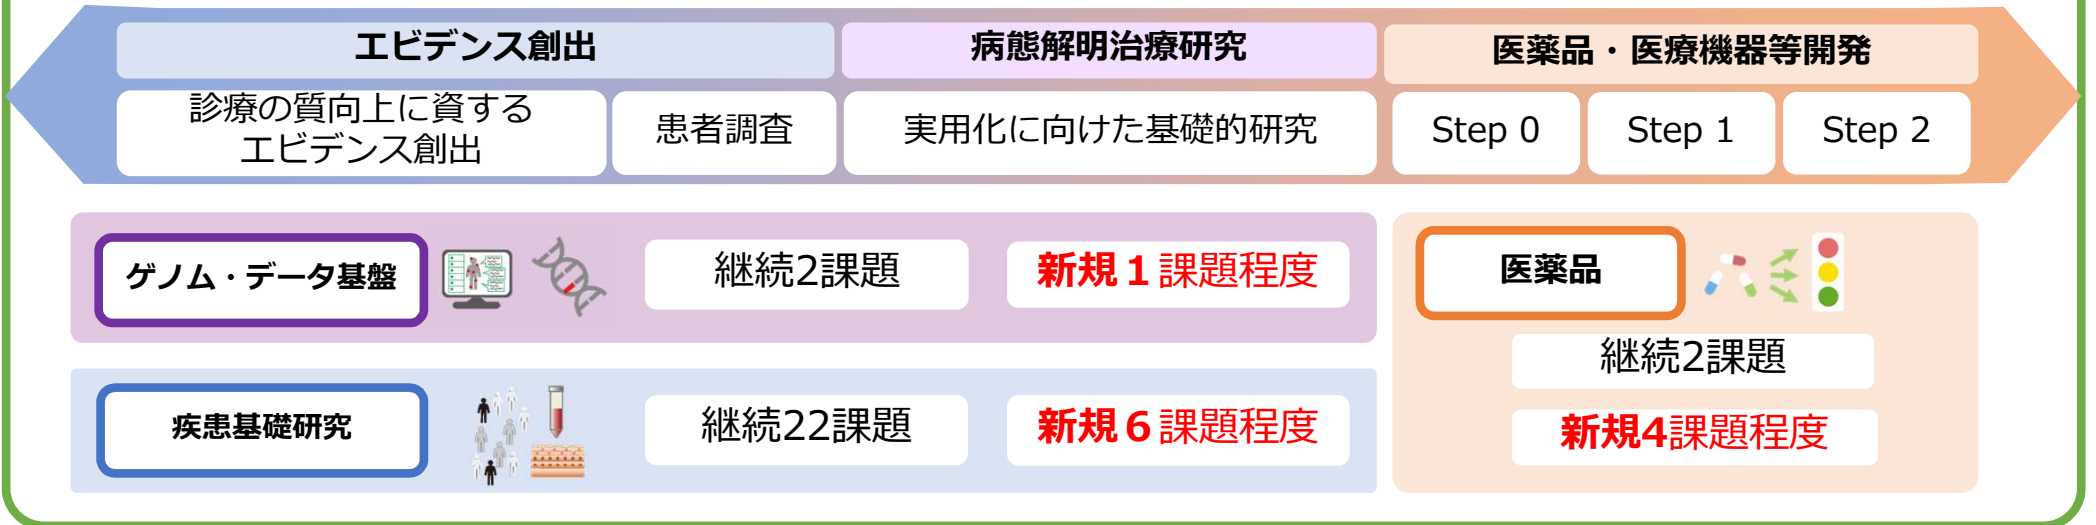 エビデンス創出
病態解明治療研究
医薬品・医療機器等開発
診療の質向上に資する
エビデンス創出
患者調査
実用化に向けた基礎的研究
Step 0
Step 1
Step 2
ゲノム・データ基盤
継続2課題
新規１課題程度
医薬品
継続2課題
新規4課題程度
疾患基礎研究
継続22課題
新規６課題程度